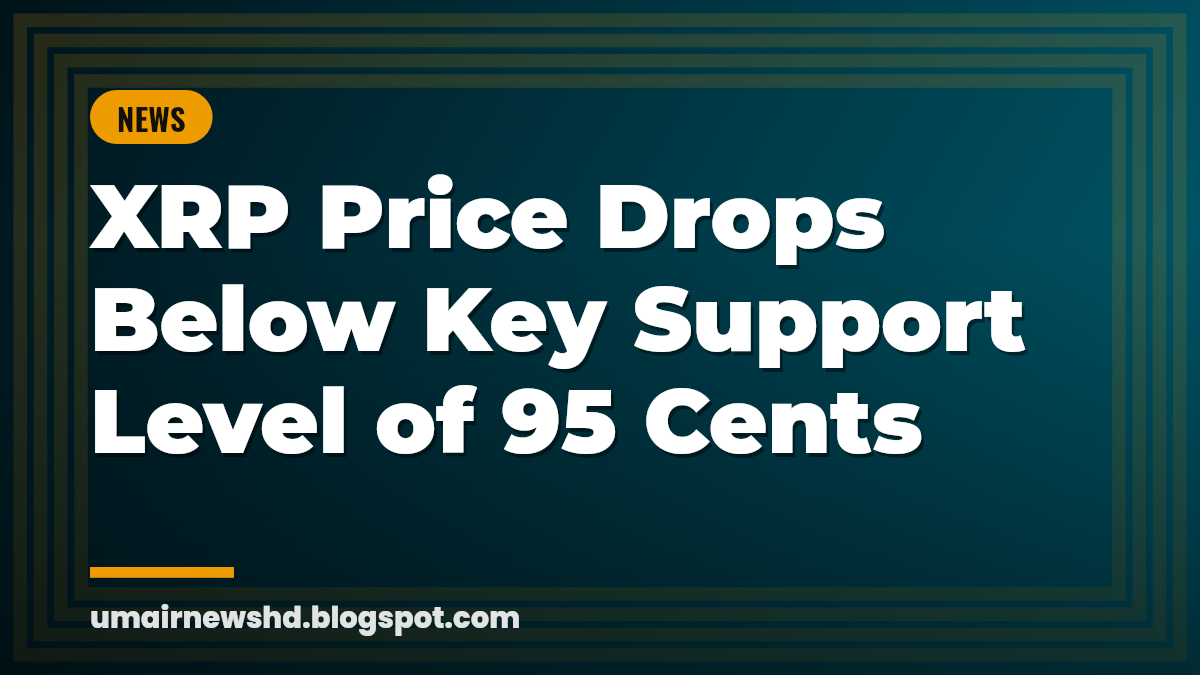 NEWS
XRP Price Drops
Below Key Support
Level of 95 Cents
umairnewshd.blogspot.com